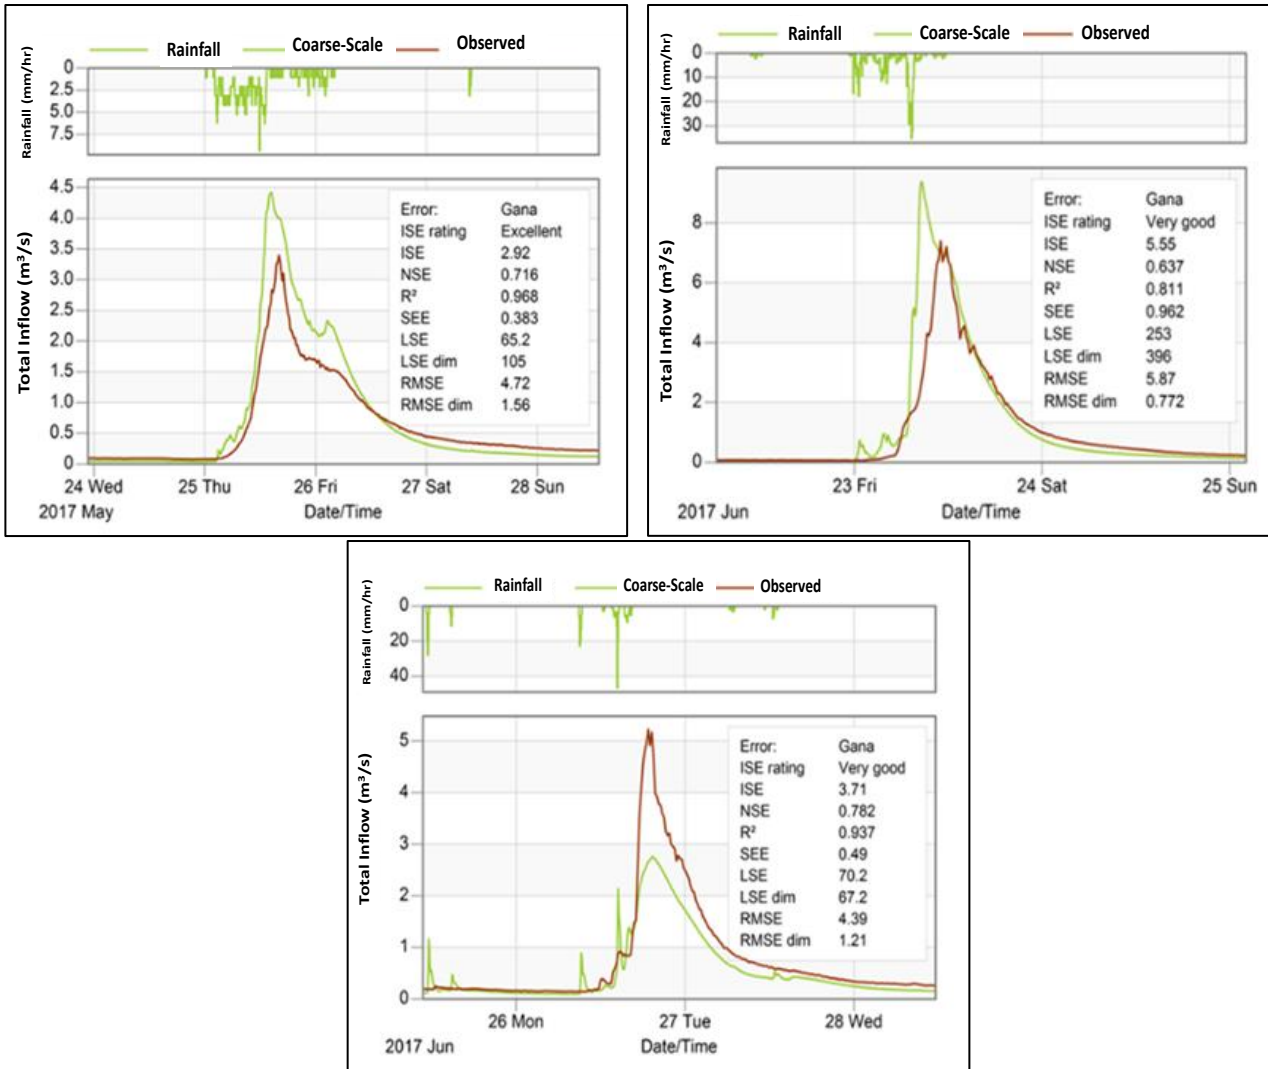 Rainfall Coarse-Scale Observed
Rainfall (mm/hr)
0
2.5
5.0
7.5
Total Inflow (m³/s)
4.5
4.0
3.5
3.0
2.5
2.0
1.5
1.0
0.5
0
Error: Gana
ISE rating Excellent
ISE 2.92
NSE 0.716
R² 0.968
SEE 0.383
LSE 65.2
LSE dim 105
RMSE 4.72
RMSE dim 1.56
24 Wed 25 Thu 26 Fri 27 Sat 28 Sun
2017 May Date/Time
Rainfall Coarse-Scale Observed
Rainfall (mm/hr)
0
10
20
30
Total Inflow (m³/s)
8
6
4
2
0
Error: Gana
ISE rating Very good
ISE 5.55
NSE 0.637
R² 0.811
SEE 0.962
LSE 253
LSE dim 396
RMSE 5.87
RMSE dim 0.772
23 Fri 24 Sat 25 Sun
2017 Jun Date/Time
Rainfall Coarse-Scale Observed
Rainfall (mm/hr)
0
20
40
Total Inflow (m³/s)
5
4
3
2
1
0
Error: Gana
ISE rating Very good
ISE 3.71
NSE 0.782
R² 0.937
SEE 0.49
LSE 70.2
LSE dim 67.2
RMSE 4.39
RMSE dim 1.21
26 Mon 27 Tue 28 Wed
2017 Jun Date/Time